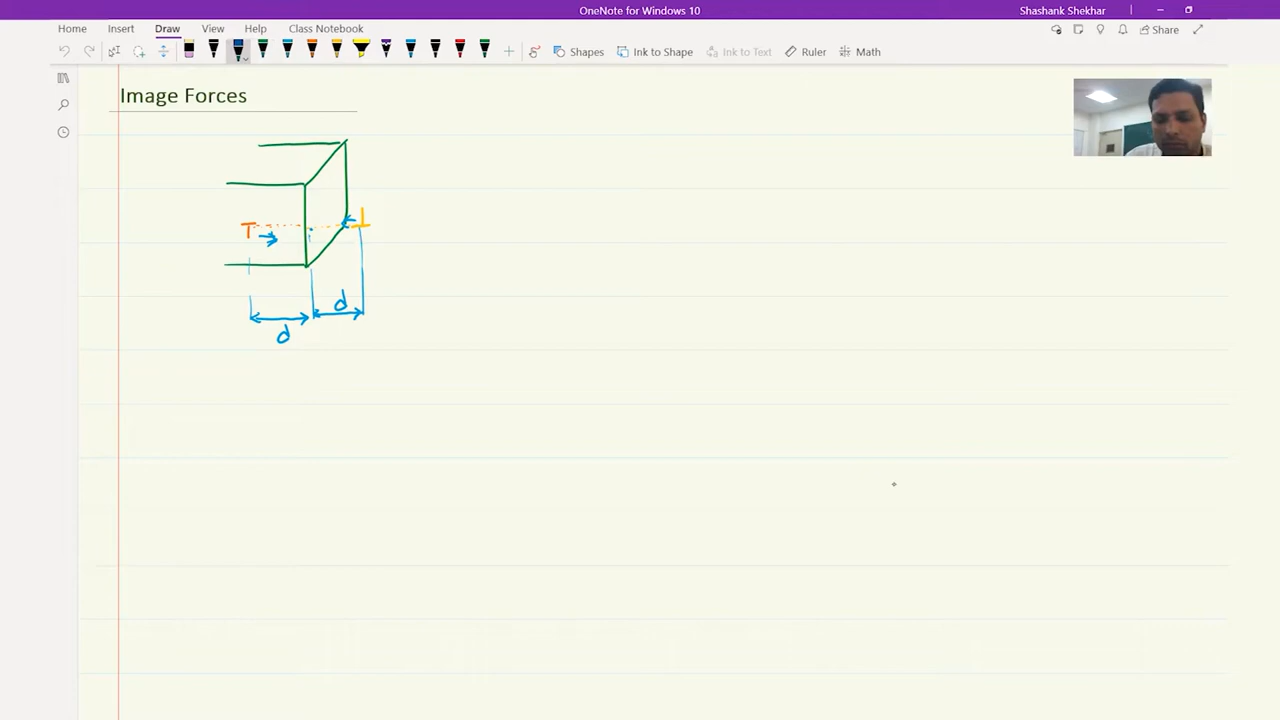 OneNote for Windows 10
Shashank Shekhar
Home Insert Draw View Help Class Notebook
Share
Shapes Ink to Shape Ink to Text Ruler Math
Image Forces
d
d